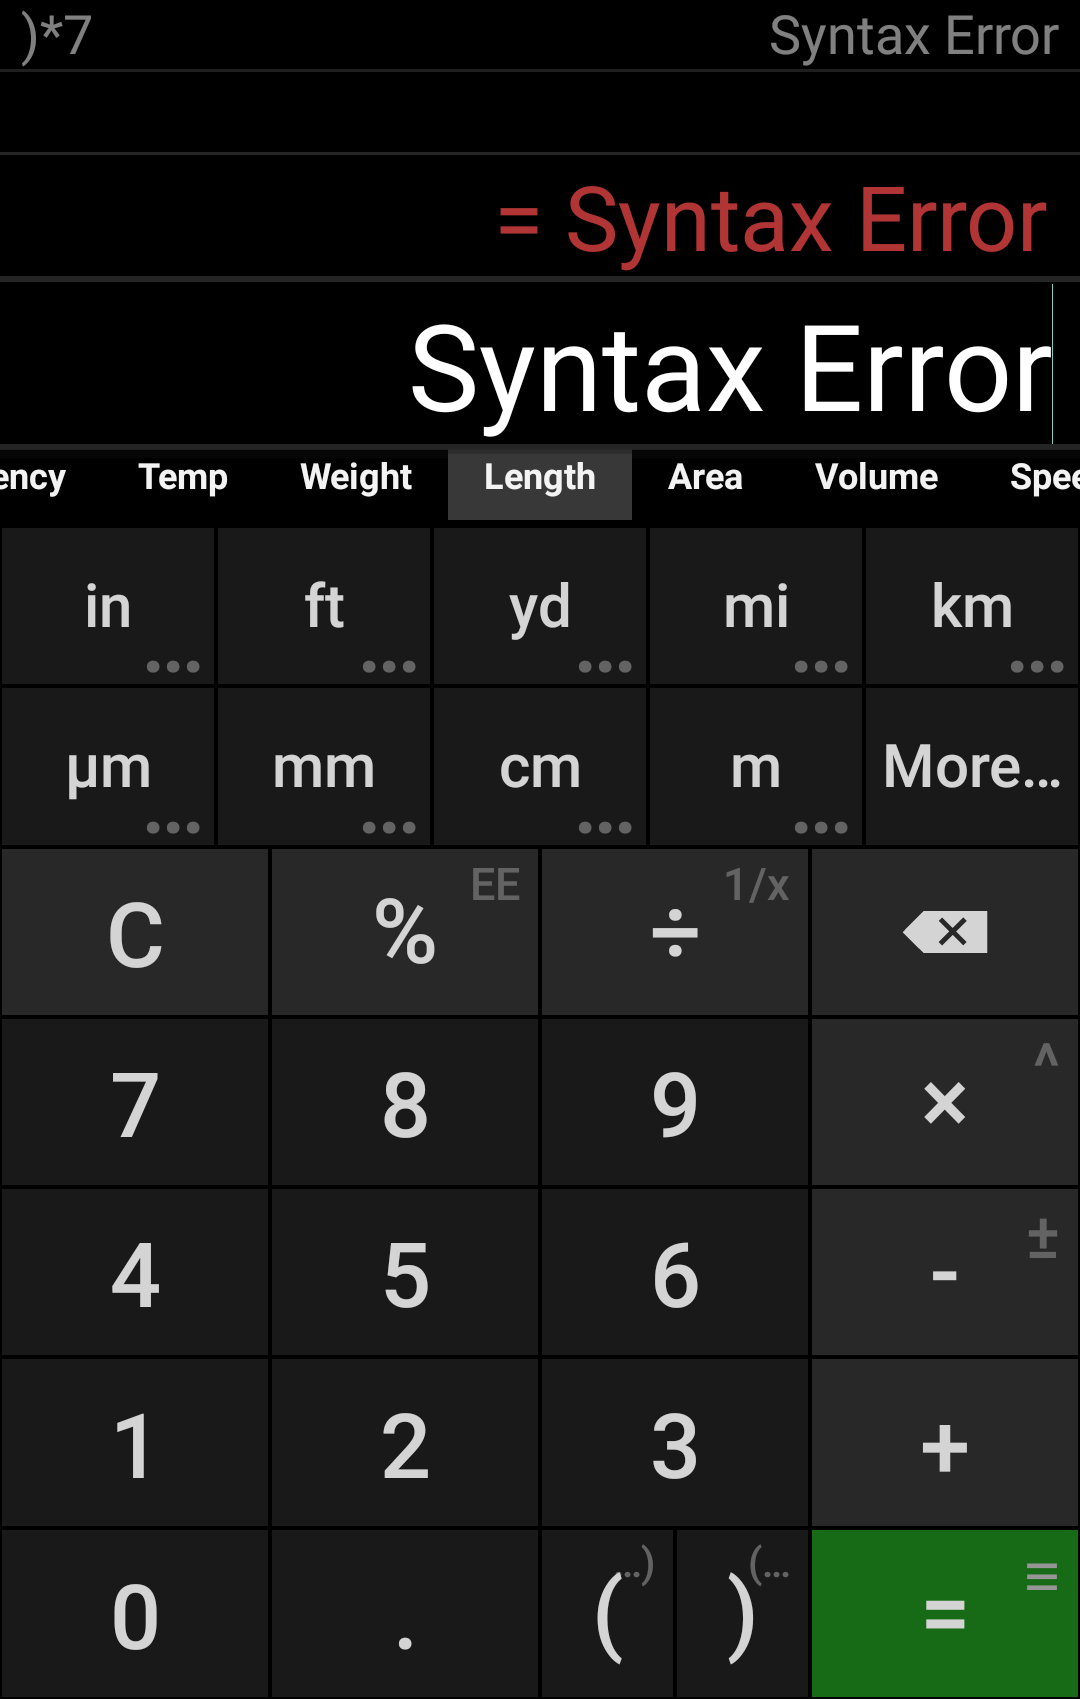 )*7 Syntax Error
= Syntax Error
Syntax Error
ency Temp Weight Length Area Volume Spee
in ft yd mi km
... ... ... ... ...
µm mm cm m More...
... ... ... ...
EE 1/x
C % ÷
^
7 8 9 ×
±
4 5 6 -
1 2 3 +
..) (... ≡
0 . ( ) =